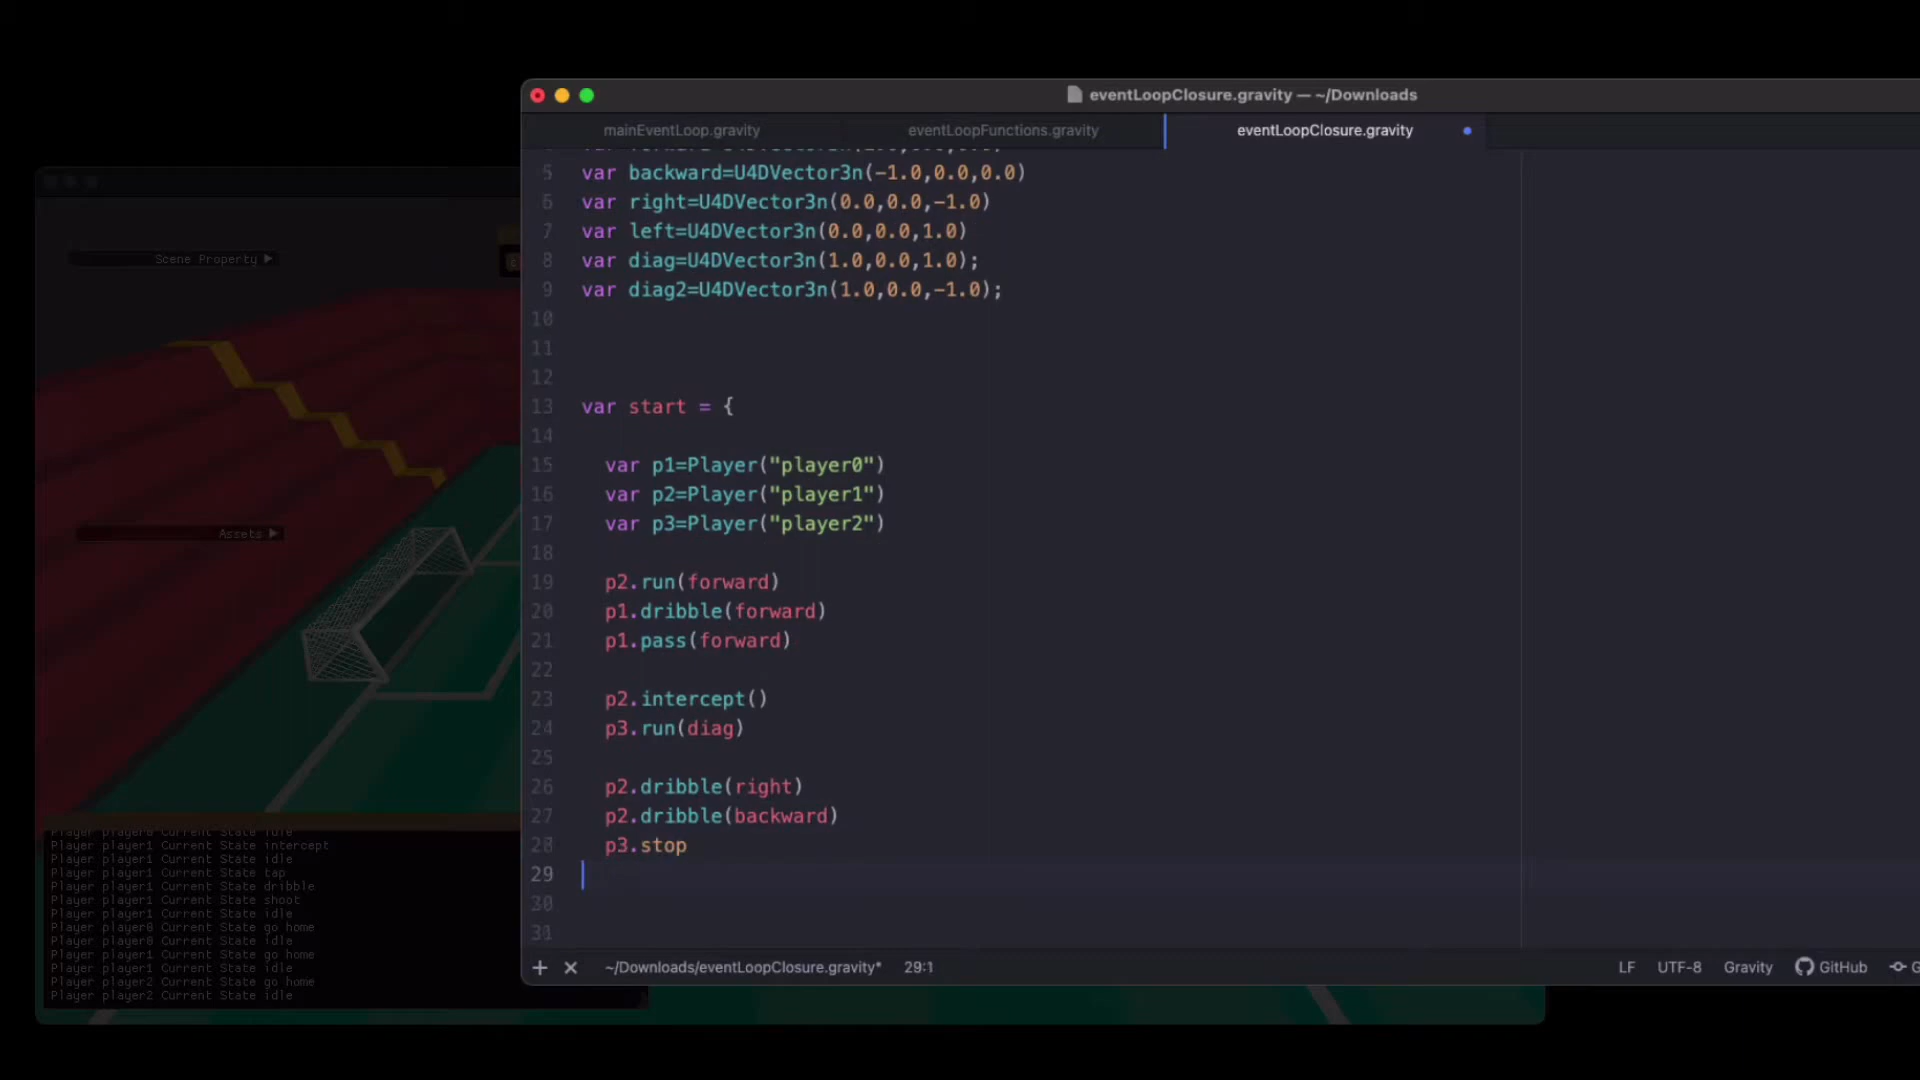 eventLoopClosure.gravity — ~/Downloads
mainEventLoop.gravity
eventLoopFunctions.gravity
eventLoopClosure.gravity
5 var backward=U4DVector3n(-1.0,0.0,0.0)
6 var right=U4DVector3n(0.0,0.0,-1.0)
7 var left=U4DVector3n(0.0,0.0,1.0)
8 var diag=U4DVector3n(1.0,0.0,1.0);
9 var diag2=U4DVector3n(1.0,0.0,-1.0);
10
11
12
13 var start = {
14
15 var p1=Player("player0")
16 var p2=Player("player1")
17 var p3=Player("player2")
18
19 p2.run(forward)
20 p1.dribble(forward)
21 p1.pass(forward)
22
23 p2.intercept()
24 p3.run(diag)
25
26 p2.dribble(right)
27 p2.dribble(backward)
28 p3.stop
29
30
31
~/Downloads/eventLoopClosure.gravity* 29:1
LF UTF-8 Gravity GitHub
Scene Property
Assets
Player player0 Current State idle
Player player1 Current State intercept
Player player1 Current State idle
Player player1 Current State tap
Player player1 Current State dribble
Player player1 Current State shoot
Player player1 Current State idle
Player player0 Current State go home
Player player0 Current State idle
Player player1 Current State go home
Player player1 Current State idle
Player player2 Current State go home
Player player2 Current State idle